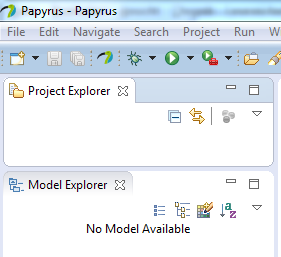 Papyrus - Papyrus
File Edit Navigate Search Project Run W
Project Explorer
Model Explorer
No Model Available